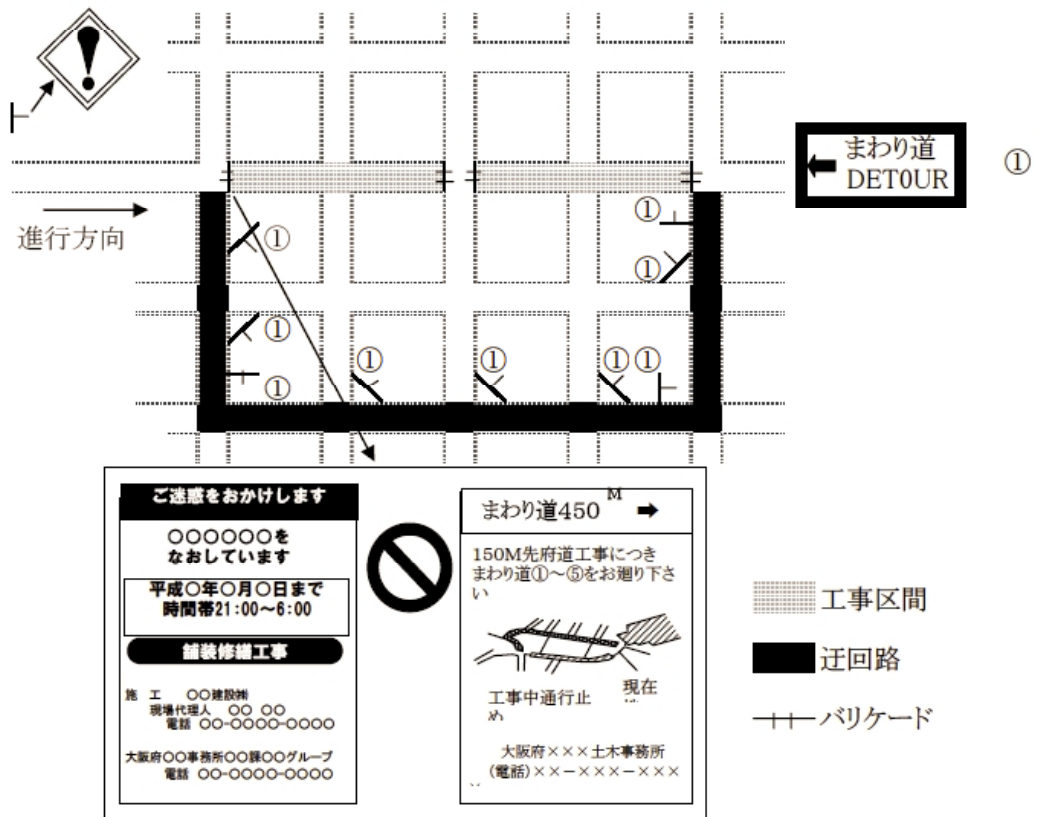 まわり道
DETOUR
①
進行方向
①
①
①
①
①
①
①
①
①
①
ご迷惑をおかけします
○○○○○○を
なおしています
平成○年○月○日まで
時間帯21:00～6:00
舗装修繕工事
施 工 ○○建設㈱
現場代理人 ○○ ○○
電話 ○○-○○○○-○○○○
大阪府○○事務所○○課○○グループ
電話 ○○-○○○○-○○○○
まわり道450M
150M先府道工事につき
まわり道①～⑤をお廻り下さ
い
工事中通行止
め
現在
大阪府×××土木事務所
(電話)××－×××－×××
工事区間
迂回路
バリケード